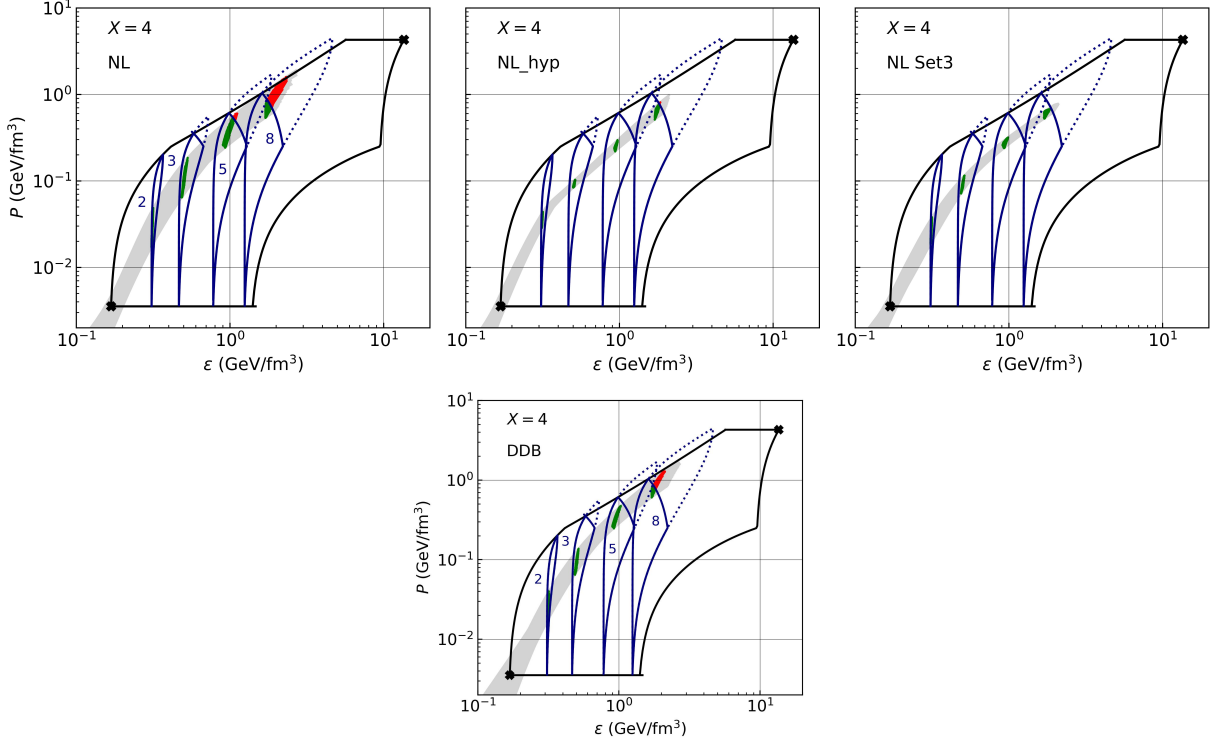 10¹
10⁰
10⁻¹
10⁻²
P (GeV/fm³)
X = 4
NL
2
3
5
8
10⁻¹
10⁰
10¹
ε (GeV/fm³)
X = 4
NL_hyp
10⁻¹
10⁰
10¹
ε (GeV/fm³)
X = 4
NL Set3
10⁻¹
10⁰
10¹
ε (GeV/fm³)
10¹
10⁰
10⁻¹
10⁻²
P (GeV/fm³)
X = 4
DDB
2
3
5
8
10⁻¹
10⁰
10¹
ε (GeV/fm³)